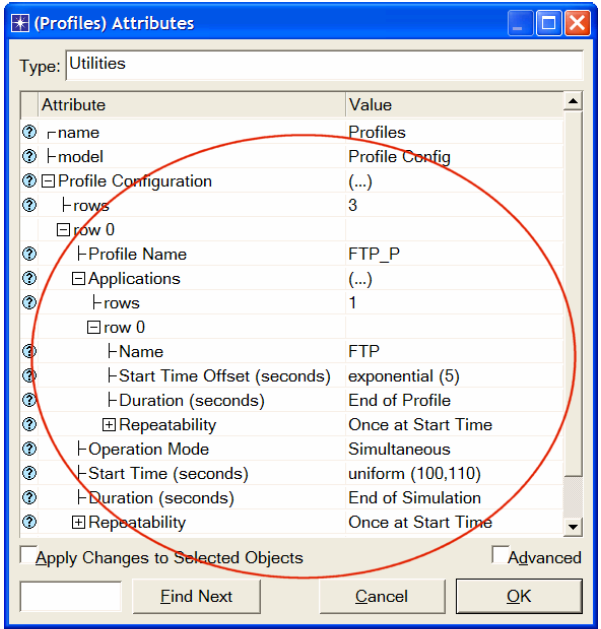 (Profiles) Attributes
Type: Utilities
Attribute Value
name Profiles
model Profile Config
Profile Configuration (...)
rows 3
row 0
Profile Name FTP_P
Applications (...)
rows 1
row 0
Name FTP
Start Time Offset (seconds) exponential (5)
Duration (seconds) End of Profile
Repeatability Once at Start Time
Operation Mode Simultaneous
Start Time (seconds) uniform (100,110)
Duration (seconds) End of Simulation
Repeatability Once at Start Time
Apply Changes to Selected Objects Advanced
Find Next Cancel OK